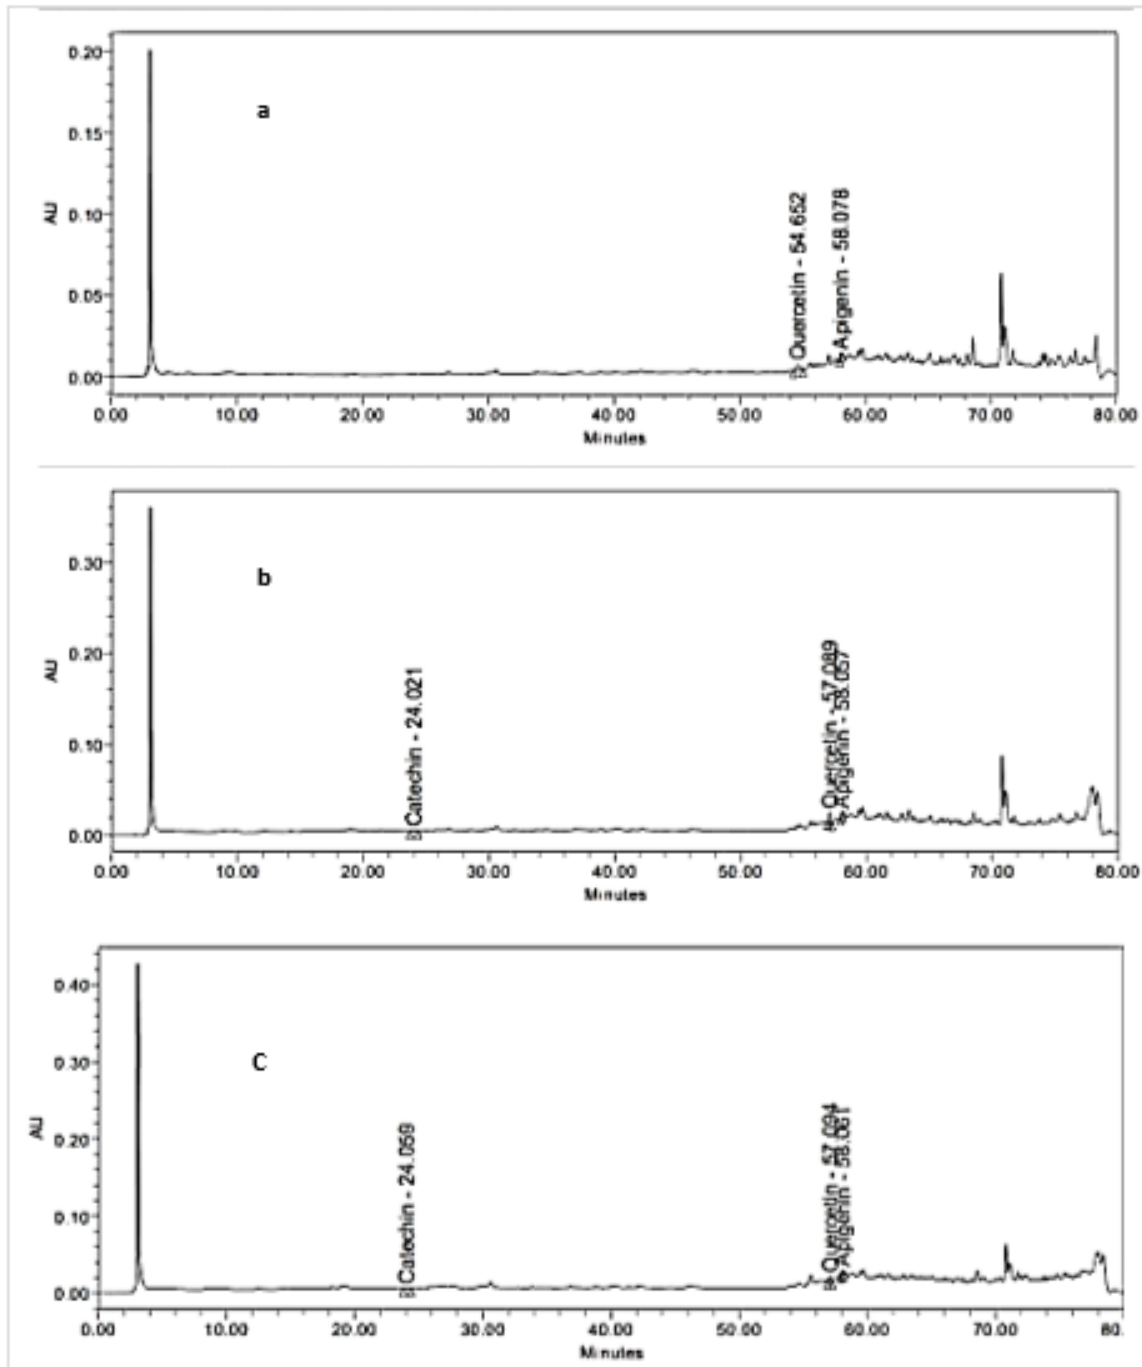 0.20
0.15
a
0.10
AU
0.05
0.00
Quercetin - 54.652
Apigenin - 58.078
0.00 10.00 20.00 30.00 40.00 50.00 60.00 70.00 80.00
Minutes
0.30
b
0.20
AU
0.10
0.00
Catechin - 24.021
Quercetin - 57.089
Apigenin - 58.057
0.00 10.00 20.00 30.00 40.00 50.00 60.00 70.00 80.00
Minutes
0.40
0.30
C
0.20
AU
0.10
0.00
Catechin - 24.059
Quercetin - 57.094
Apigenin - 58.061
0.00 10.00 20.00 30.00 40.00 50.00 60.00 70.00 80.
Minutes